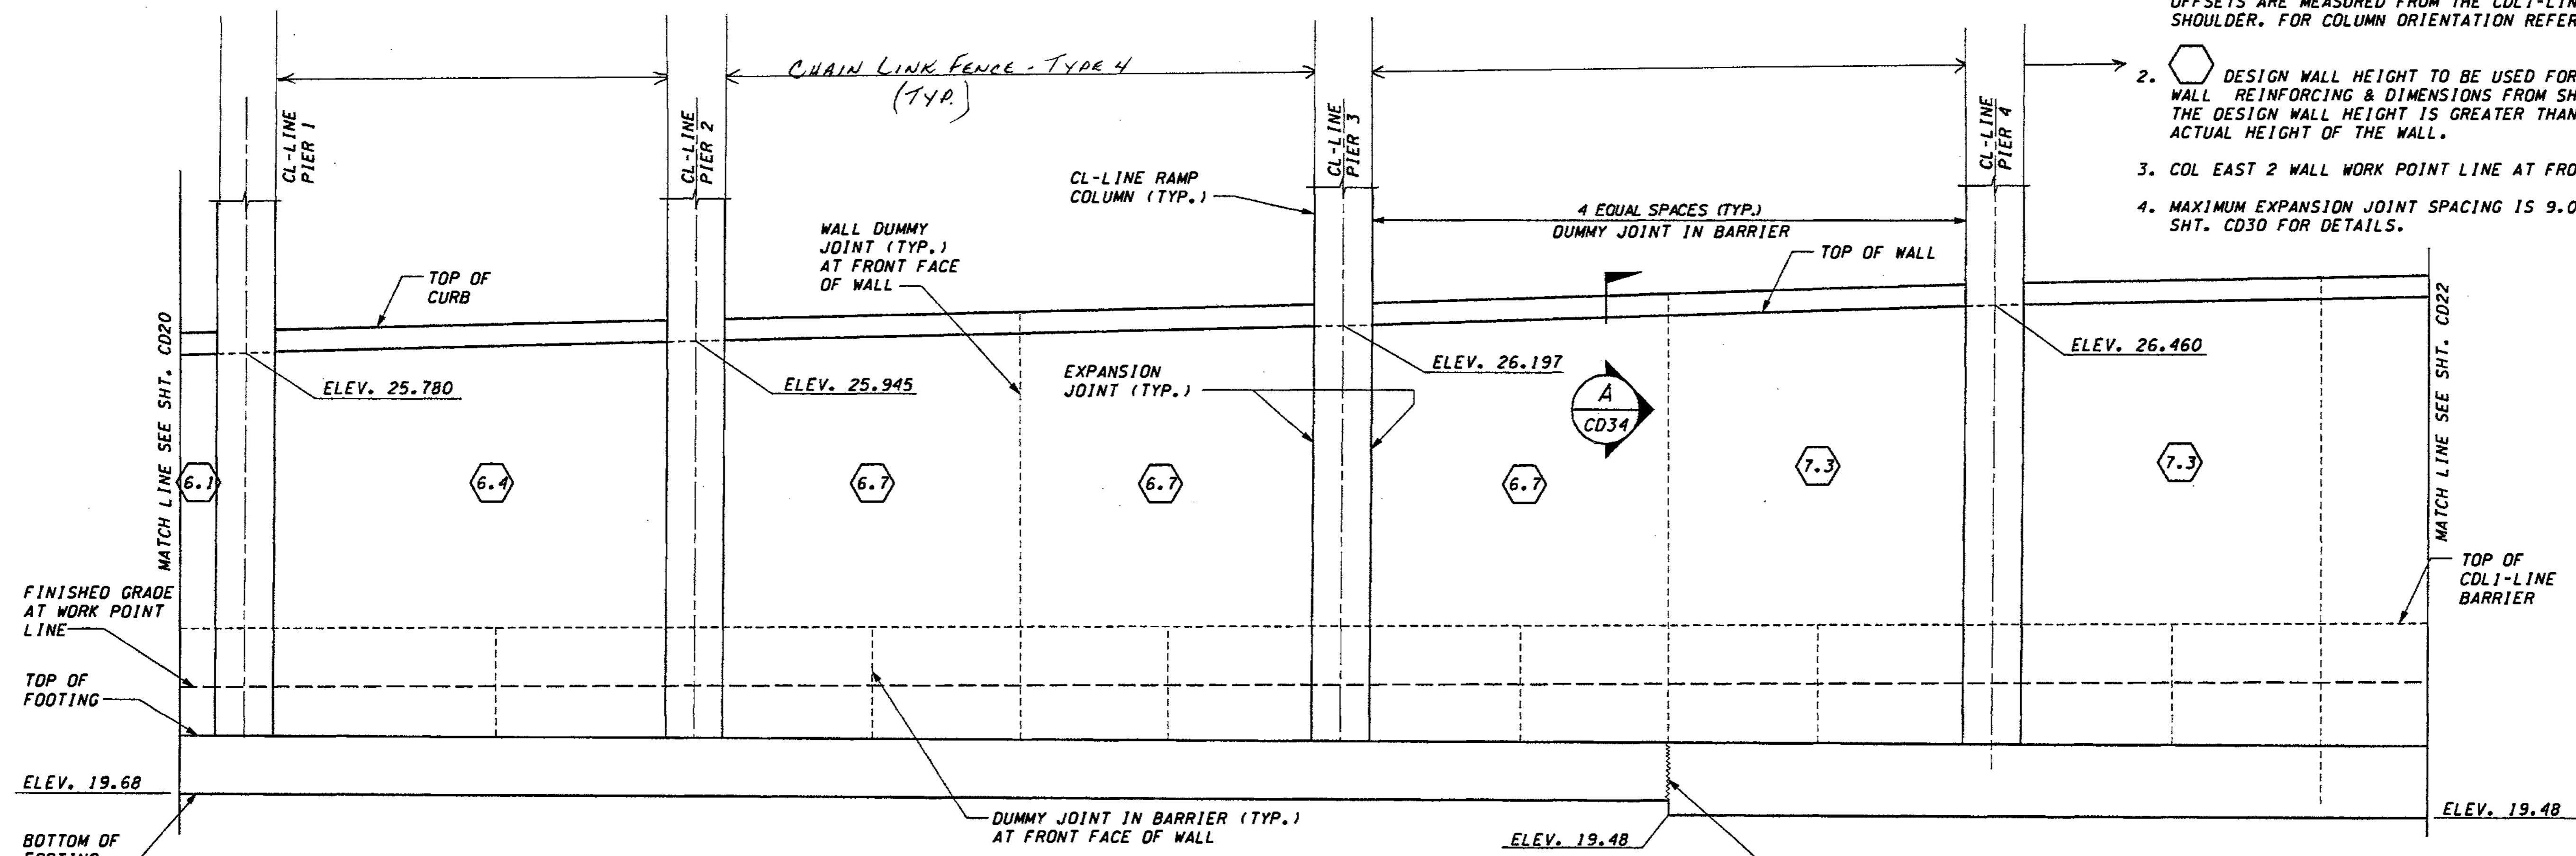 OFFSETS ARE MEASURED FROM THE CDL1-LIN
SHOULDER. FOR COLUMN ORIENTATION REFER
2. DESIGN WALL HEIGHT TO BE USED FOR
WALL REINFORCING & DIMENSIONS FROM SH
THE DESIGN WALL HEIGHT IS GREATER THAN
ACTUAL HEIGHT OF THE WALL.
3. COL EAST 2 WALL WORK POINT LINE AT FRO
4. MAXIMUM EXPANSION JOINT SPACING IS 9.0
SHT. CD30 FOR DETAILS.
CHAIN LINK FENCE - TYPE 4
(TYP.)
CL-LINE
PIER 1
CL-LINE
PIER 2
CL-LINE
PIER 3
CL-LINE
PIER 4
CL-LINE RAMP
COLUMN (TYP.)
4 EQUAL SPACES (TYP.)
DUMMY JOINT IN BARRIER
WALL DUMMY
JOINT (TYP.)
AT FRONT FACE
OF WALL
TOP OF
CURB
TOP OF WALL
MATCH LINE SEE SHT. CD20
MATCH LINE SEE SHT. CD22
ELEV. 25.780
ELEV. 25.945
ELEV. 26.197
ELEV. 26.460
EXPANSION
JOINT (TYP.)
A
CD34
6.1
6.4
6.7
6.7
6.7
7.3
7.3
FINISHED GRADE
AT WORK POINT
LINE
TOP OF
CDL1-LINE
BARRIER
TOP OF
FOOTING
ELEV. 19.68
DUMMY JOINT IN BARRIER (TYP.)
AT FRONT FACE OF WALL
ELEV. 19.48
ELEV. 19.48
BOTTOM OF
FOOTING